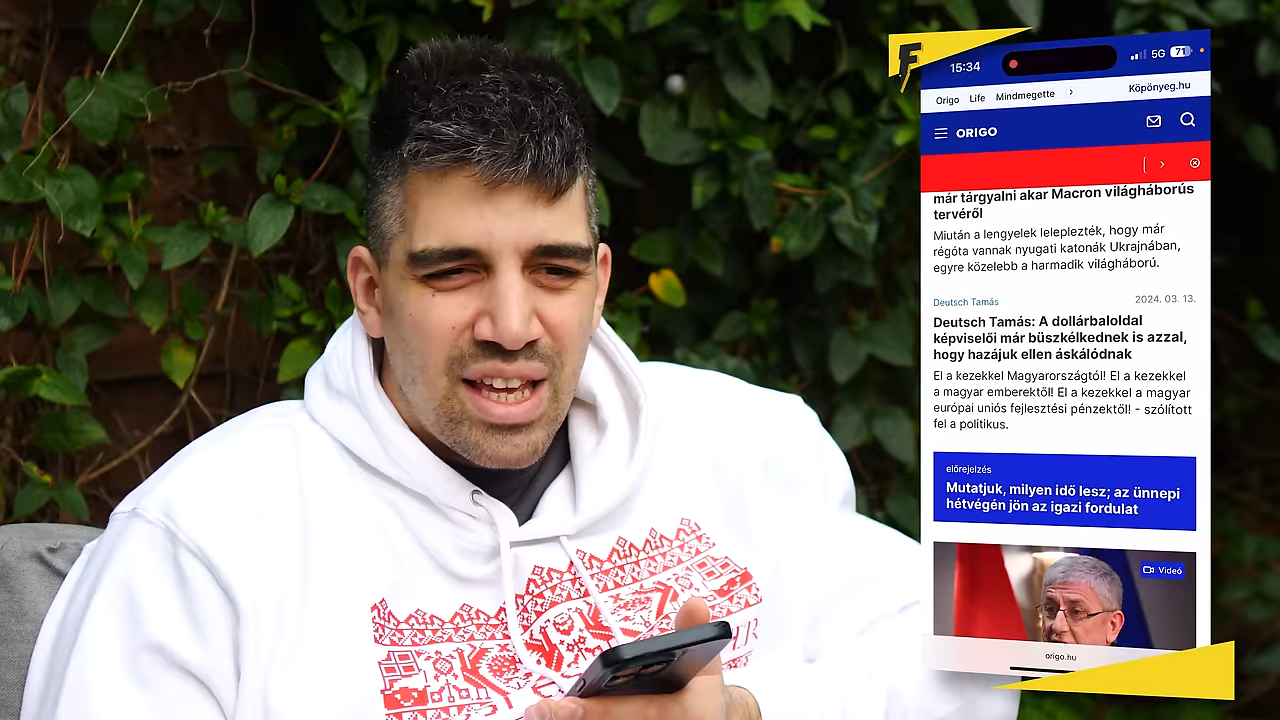 F
15:34
5G 71
Origo Life Mindmegette
Köpönyeg.hu
ORIGO
már tárgyalni akar Macron világháborús
tervéről
Miután a lengyelek leleplezték, hogy már
régóta vannak nyugati katonák Ukrajnában,
egyre közelebb a harmadik világháború.
Deutsch Tamás
2024. 03. 13.
Deutsch Tamás: A dollárbaloldal
képviselői már büszkélkednek is azzal,
hogy hazájuk ellen áskálódnak
El a kezekkel Magyarországtól! El a kezekkel
a magyar emberektől! El a kezekkel a magyar
európai uniós fejlesztési pénzektől! - szólított
fel a politikus.
előrejelzés
Mutatjuk, milyen idő lesz; az ünnepi
hétvégén jön az igazi fordulat
Videó
origo.hu